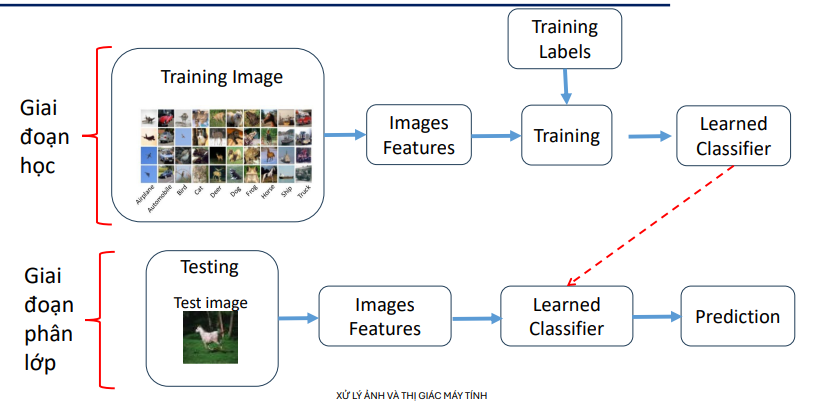 Giai
đoạn
học
Training Image
Airplane
Automobile
Bird
Cat
Deer
Dog
Frog
Horse
Ship
Truck
Images
Features
Training
Labels
Training
Learned
Classifier
Giai
đoạn
phân
lớp
Testing
Test image
Images
Features
Learned
Classifier
Prediction
XỬ LÝ ẢNH VÀ THỊ GIÁC MÁY TÍNH